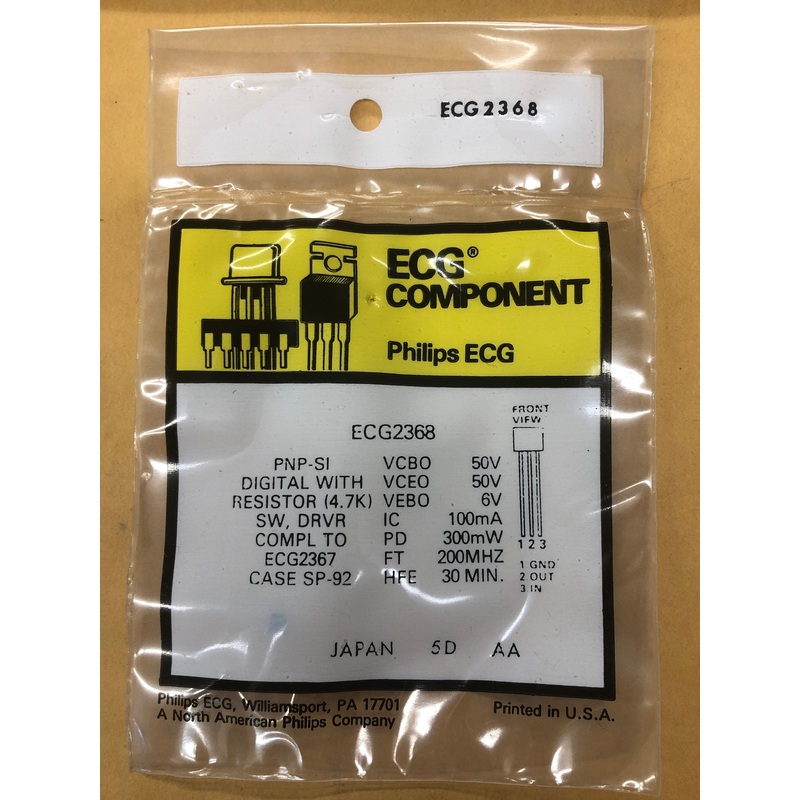 ECG2368
ECG®
COMPONENT
Philips ECG
ECG2368
PNP-SI VCBO 50V
DIGITAL WITH VCEO 50V
RESISTOR (4.7K) VEBO 6V
SW, DRVR IC 100mA
COMPL TO PD 300mW
ECG2367 FT 200MHZ
CASE SP-92 HFE 30 MIN.
FRONT
VIEW
1 2 3
1 GND
2 OUT
3 IN
JAPAN 5D AA
Philips ECG, Williamsport, PA 17701
A North American Philips Company
Printed in U.S.A.